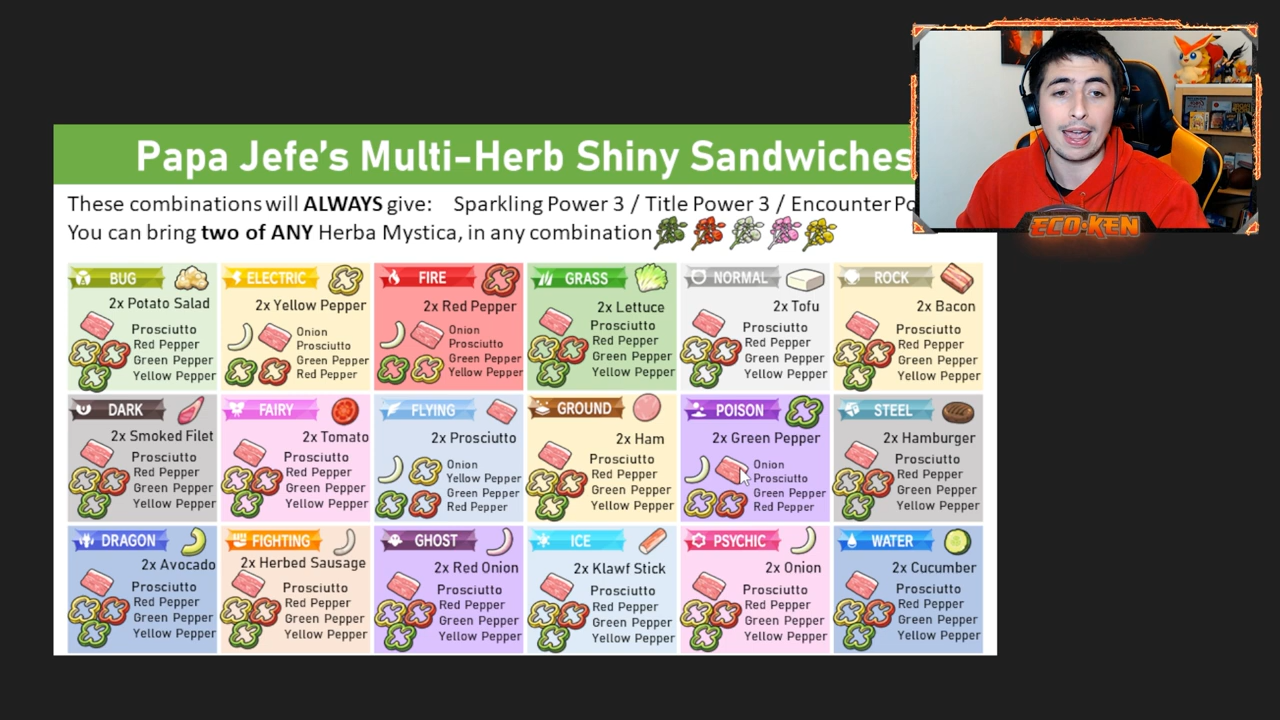 Papa Jefe's Multi-Herb Shiny Sandwiches
These combinations will ALWAYS give: Sparkling Power 3 / Title Power 3 / Encounter
You can bring two of ANY Herba Mystica, in any combination
ECO-KEN
BUG
2x Potato Salad
Prosciutto
Red Pepper
Green Pepper
Yellow Pepper
ELECTRIC
2x Yellow Pepper
Onion
Prosciutto
Green Pepper
Red Pepper
FIRE
2x Red Pepper
Onion
Prosciutto
Green Pepper
Yellow Pepper
GRASS
2x Lettuce
Prosciutto
Red Pepper
Green Pepper
Yellow Pepper
NORMAL
2x Tofu
Prosciutto
Red Pepper
Green Pepper
Yellow Pepper
ROCK
2x Bacon
Prosciutto
Red Pepper
Green Pepper
Yellow Pepper
DARK
2x Smoked Filet
Prosciutto
Red Pepper
Green Pepper
Yellow Pepper
FAIRY
2x Tomato
Prosciutto
Red Pepper
Green Pepper
Yellow Pepper
FLYING
2x Prosciutto
Onion
Yellow Pepper
Green Pepper
Red Pepper
GROUND
2x Ham
Prosciutto
Red Pepper
Green Pepper
Yellow Pepper
POISON
2x Green Pepper
Onion
Prosciutto
Green Pepper
Red Pepper
STEEL
2x Hamburger
Prosciutto
Red Pepper
Green Pepper
Yellow Pepper
DRAGON
2x Avocado
Prosciutto
Red Pepper
Green Pepper
Yellow Pepper
FIGHTING
2x Herbed Sausage
Prosciutto
Red Pepper
Green Pepper
Yellow Pepper
GHOST
2x Red Onion
Prosciutto
Red Pepper
Green Pepper
Yellow Pepper
ICE
2x Klawf Stick
Prosciutto
Red Pepper
Green Pepper
Yellow Pepper
PSYCHIC
2x Onion
Prosciutto
Red Pepper
Green Pepper
Yellow Pepper
WATER
2x Cucumber
Prosciutto
Red Pepper
Green Pepper
Yellow Pepper